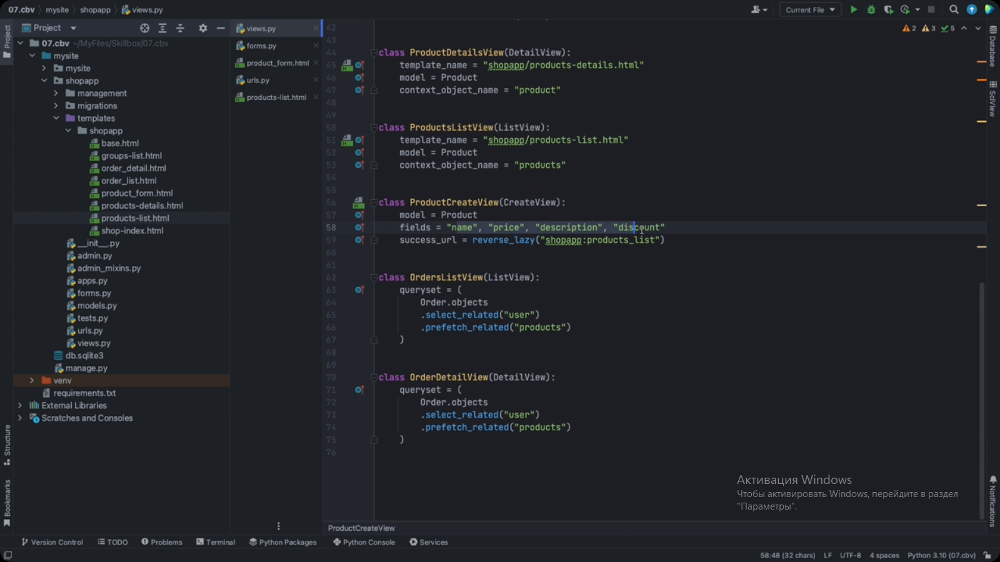 07.cbv mysite shopapp views.py
Current File
Project
views.py
2 3 5
07.cbv ~/MyFiles/Skillbox/07.cbv
mysite
mysite
shopapp
management
migrations
templates
shopapp
base.html
groups-list.html
order_detail.html
order_list.html
product_form.html
products-details.html
products-list.html
shop-index.html
__init__.py
admin.py
admin_mixins.py
apps.py
forms.py
models.py
tests.py
urls.py
views.py
db.sqlite3
manage.py
venv
requirements.txt
External Libraries
Scratches and Consoles
forms.py
product_form.html
urls.py
products-list.html
42
43
44 class ProductDetailsView(DetailView):
45 template_name = "shopapp/products-details.html"
46 model = Product
47 context_object_name = "product"
48
49
50 class ProductsListView(ListView):
51 template_name = "shopapp/products-list.html"
52 model = Product
53 context_object_name = "products"
54
55
56 class ProductCreateView(CreateView):
57 model = Product
58 fields = "name", "price", "description", "discount"
59 success_url = reverse_lazy("shopapp:products_list")
60
61
62 class OrdersListView(ListView):
63 queryset = (
64 Order.objects
65 .select_related("user")
66 .prefetch_related("products")
67 )
68
69
70 class OrderDetailView(DetailView):
71 queryset = (
72 Order.objects
73 .select_related("user")
74 .prefetch_related("products")
75 )
76
Project
Structure
Bookmarks
Database
SciView
Notifications
Активация Windows
Чтобы активировать Windows, перейдите в раздел
"Параметры".
ProductCreateView
Version Control TODO Problems Terminal Python Packages Python Console Services
58:48 (32 chars) LF UTF-8 4 spaces Python 3.10 (07.cbv)